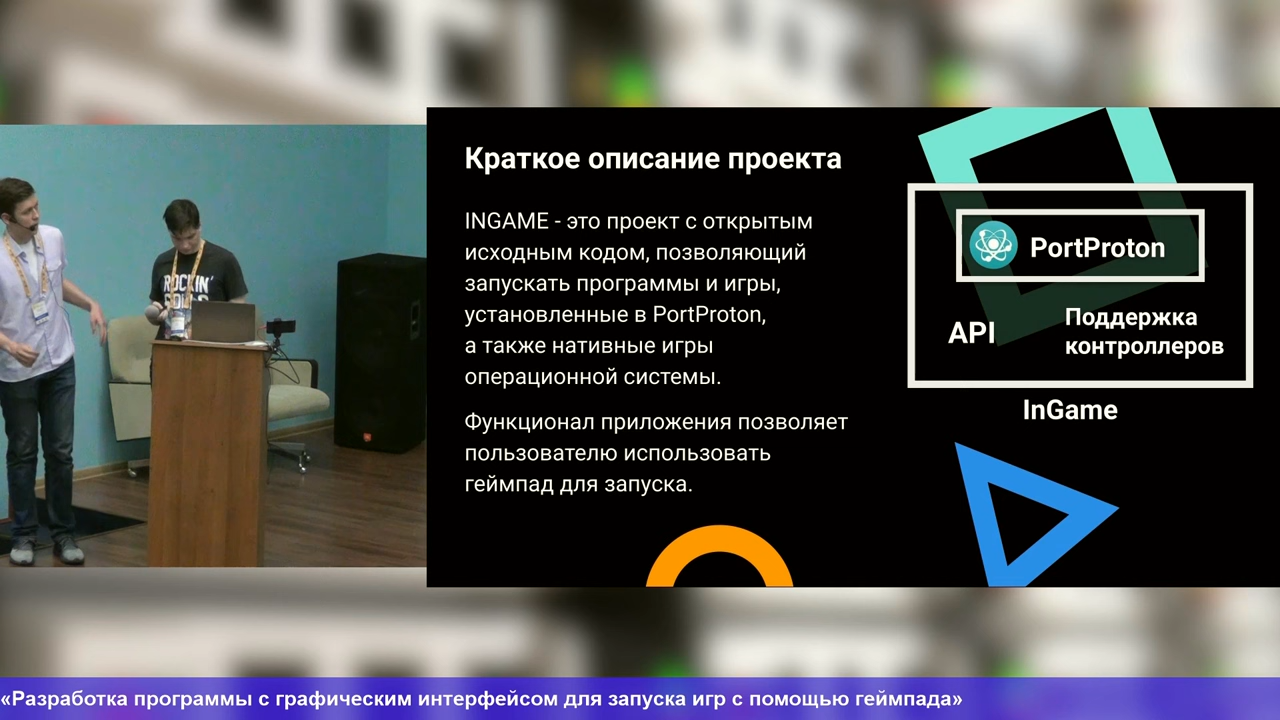 Краткое описание проекта
INGAME - это проект с открытым
исходным кодом, позволяющий
запускать программы и игры,
установленные в PortProton,
а также нативные игры
операционной системы.
Функционал приложения позволяет
пользователю использовать
геймпад для запуска.
PortProton
API
Поддержка
контроллеров
InGame
ROCKIN'
«Разработка программы с графическим интерфейсом для запуска игр с помощью геймпада»